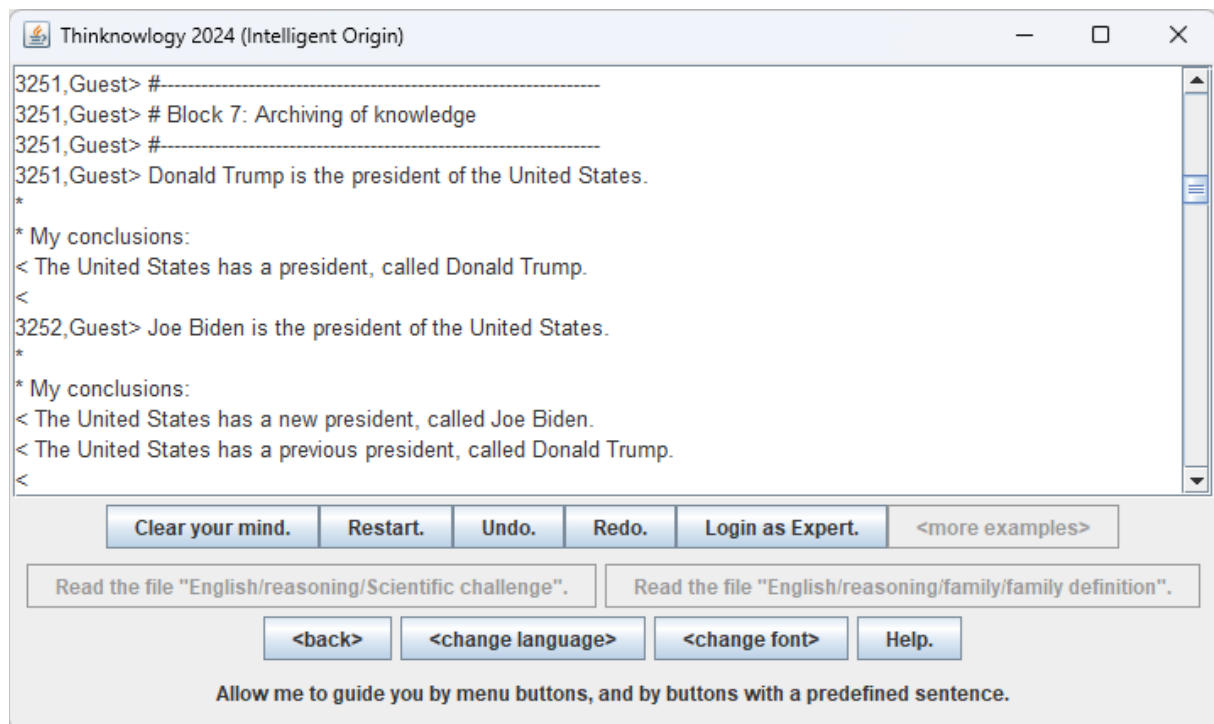 Thinknowlogy 2024 (Intelligent Origin)
3251,Guest> #-----------------------------------------------------------------
3251,Guest> # Block 7: Archiving of knowledge
3251,Guest> #-----------------------------------------------------------------
3251,Guest> Donald Trump is the president of the United States.
*
* My conclusions:
< The United States has a president, called Donald Trump.
<
3252,Guest> Joe Biden is the president of the United States.
*
* My conclusions:
< The United States has a new president, called Joe Biden.
< The United States has a previous president, called Donald Trump.
<
Clear your mind. Restart. Undo. Redo. Login as Expert. <more examples>
Read the file "English/reasoning/Scientific challenge". Read the file "English/reasoning/family/family definition".
<back> <change language> <change font> Help.
Allow me to guide you by menu buttons, and by buttons with a predefined sentence.